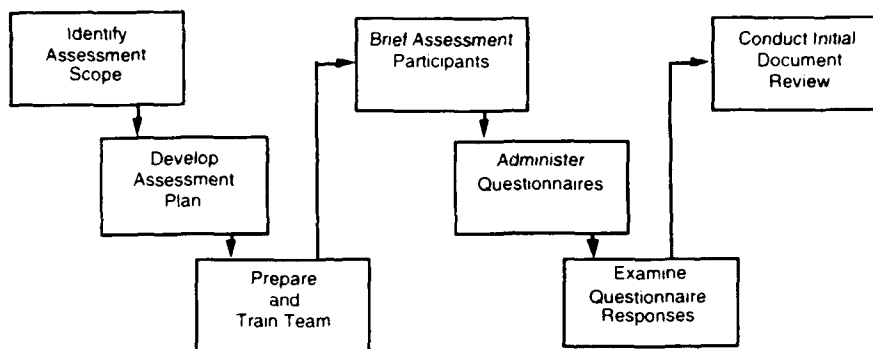 Identify
Assessment
Scope
Develop
Assessment
Plan
Prepare
and
Train Team
Brief Assessment
Participants
Administer
Questionnaires
Examine
Questionnaire
Responses
Conduct Initial
Document
Review